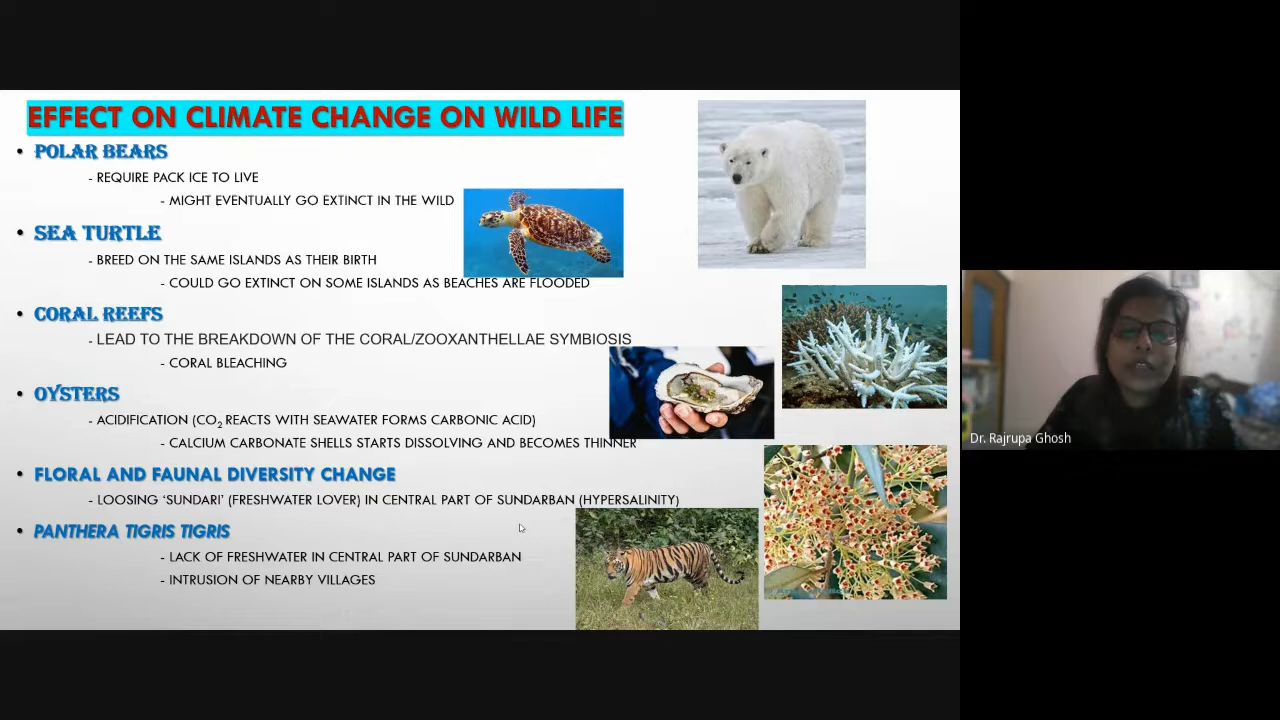 EFFECT ON CLIMATE CHANGE ON WILD LIFE
• POLAR BEARS
- REQUIRE PACK ICE TO LIVE
- MIGHT EVENTUALLY GO EXTINCT IN THE WILD
• SEA TURTLE
- BREED ON THE SAME ISLANDS AS THEIR BIRTH
- COULD GO EXTINCT ON SOME ISLANDS AS BEACHES ARE FLOODED
• CORAL REEFS
- LEAD TO THE BREAKDOWN OF THE CORAL/ZOOXANTHELLAE SYMBIOSIS
- CORAL BLEACHING
• OYSTERS
- ACIDIFICATION (CO₂ REACTS WITH SEAWATER FORMS CARBONIC ACID)
- CALCIUM CARBONATE SHELLS STARTS DISSOLVING AND BECOMES THINNER
• FLORAL AND FAUNAL DIVERSITY CHANGE
- LOOSING ‘SUNDARI’ (FRESHWATER LOVER) IN CENTRAL PART OF SUNDARBAN (HYPERSALINITY)
• PANTHERA TIGRIS TIGRIS
- LACK OF FRESHWATER IN CENTRAL PART OF SUNDARBAN
- INTRUSION OF NEARBY VILLAGES
Dr. Rajrupa Ghosh